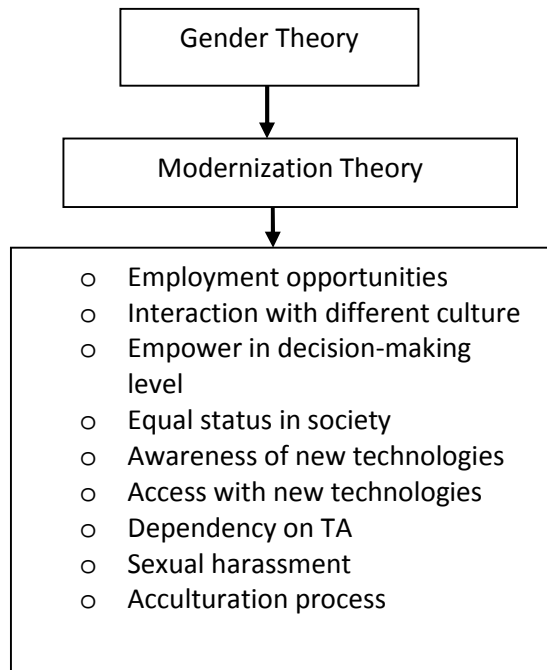 Gender Theory
Modernization Theory
o Employment opportunities
o Interaction with different culture
o Empower in decision-making
level
o Equal status in society
o Awareness of new technologies
o Access with new technologies
o Dependency on TA
o Sexual harassment
o Acculturation process